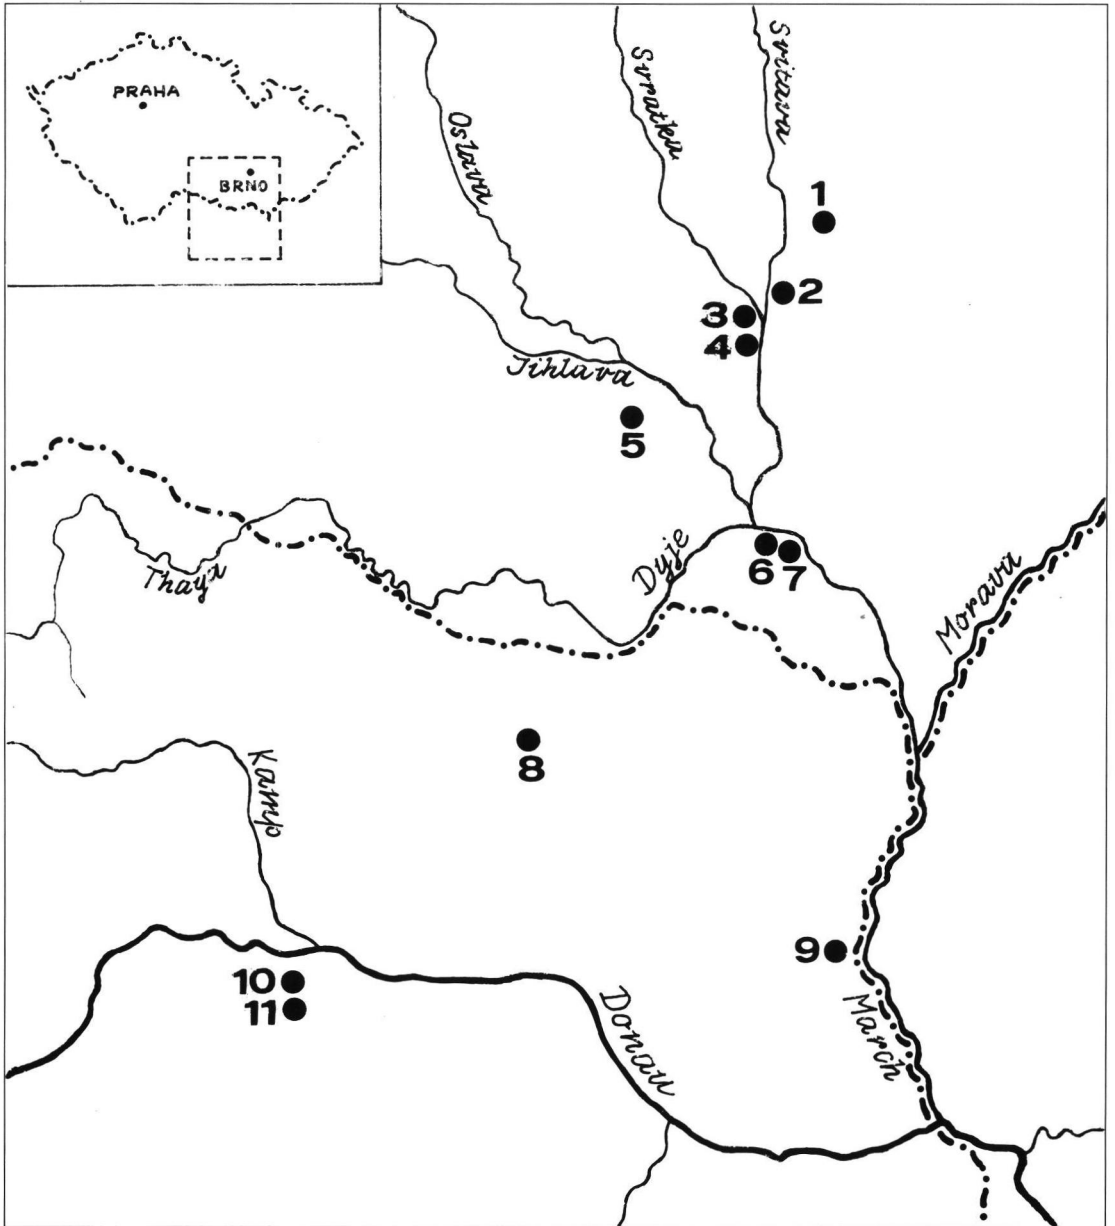 PRAHA
BRNO
Oslava
Svratka
Svitava
1
2
3
4
Jihlava
5
Dyje
6 7
Thaya
Morava
8
Kamp
9
10
11
Donau
March